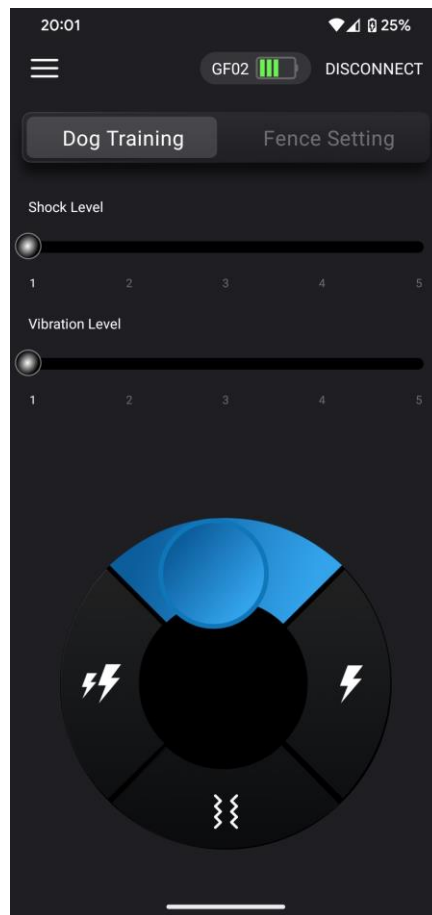 20:01 25%
GF02 DISCONNECT
Dog Training Fence Setting
Shock Level
1 2 3 4 5
Vibration Level
1 2 3 4 5